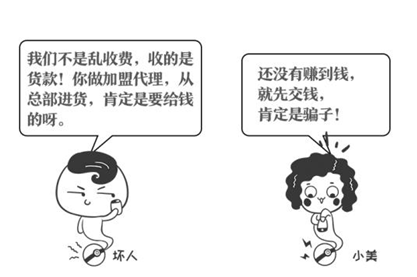 我们不是乱收费，收的是
货款！你做加盟代理，从
总部进货，肯定是要给钱
的呀。
还没有赚到钱，
就先交钱，
肯定是骗子！
坏人
小美